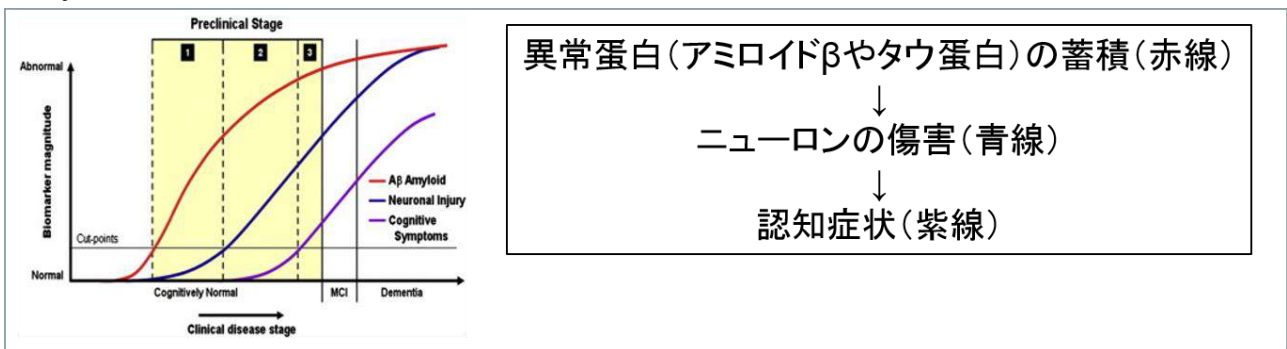 Preclinical Stage
1 2 3
Abnormal
Biomarker magnitude
Aβ Amyloid
Neuronal Injury
Cognitive
Symptoms
Cut-points
Normal
Cognitively Normal MCI Dementia
Clinical disease stage
異常蛋白(アミロイドβやタウ蛋白)の蓄積(赤線)
↓
ニューロンの傷害(青線)
↓
認知症状(紫線)